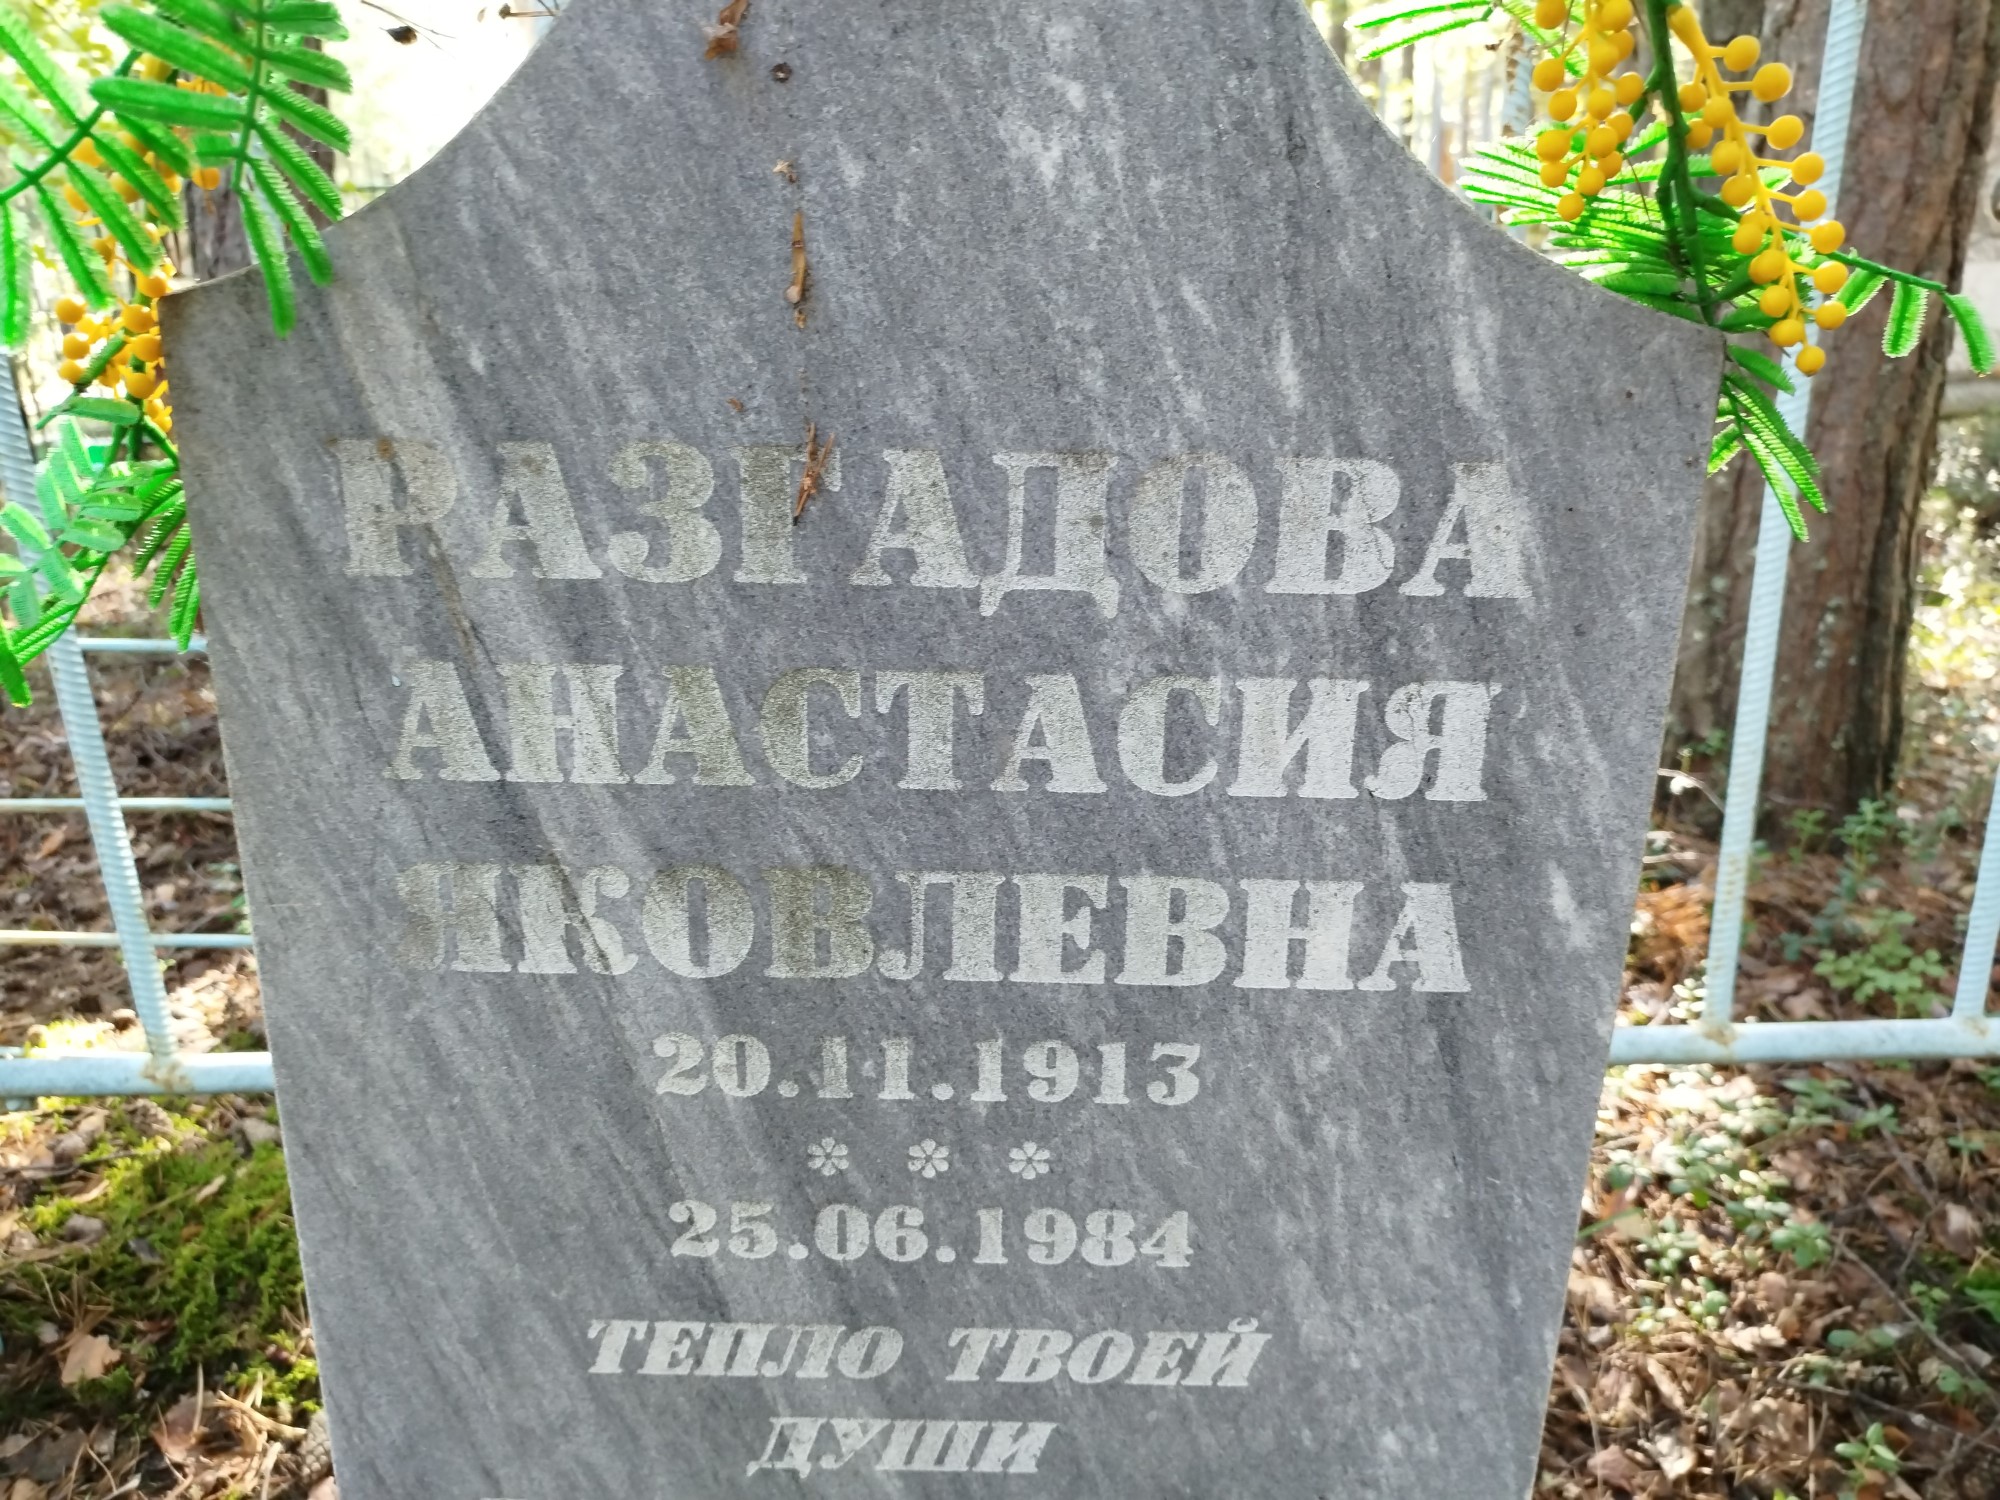 РАЗГАДОВА
АНАСТАСИЯ
ЯКОВЛЕВНА
20.11.1913
* * *
25.06.1984
ТЕПЛО ТВОЕЙ
ДУШИ